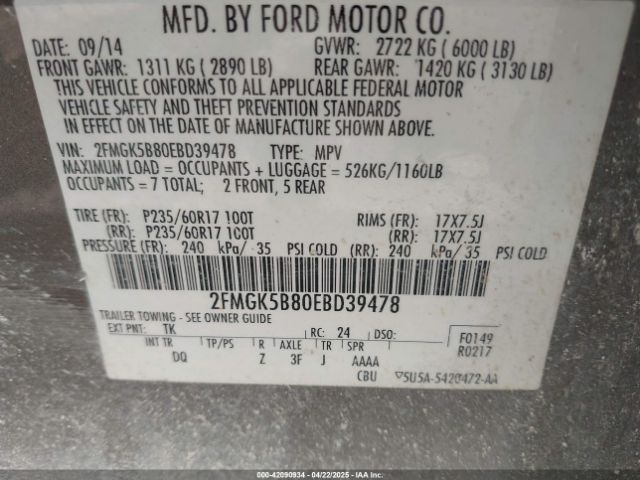 MFD. BY FORD MOTOR CO.
DATE: 09/14 GVWR: 2722 KG ( 6000 LB)
FRONT GAWR: 1311 KG ( 2890 LB) REAR GAWR: 1420 KG ( 3130 LB)
THIS VEHICLE CONFORMS TO ALL APPLICABLE FEDERAL MOTOR
VEHICLE SAFETY AND THEFT PREVENTION STANDARDS
IN EFFECT ON THE DATE OF MANUFACTURE SHOWN ABOVE.
VIN: 2FMGK5B80EBD39478 TYPE: MPV
MAXIMUM LOAD = OCCUPANTS + LUGGAGE = 526KG/1160LB
OCCUPANTS = 7 TOTAL; 2 FRONT, 5 REAR
TIRE (FR): P235/60R17 100T RIMS (FR): 17X7.5J
(RR): P235/60R17 100T (RR): 17X7.5J
PRESSURE (FR): 240 kPa/ 35 PSI COLD (RR): 240 kPa/ 35 PSI COLD
2FMGK5B80EBD39478
TRAILER TOWING - SEE OWNER GUIDE
EXT PNT: TK RC: 24 DSO: F0149
INT TR TP/PS R AXLE TR SPR R0217
DQ Z 3F J AAAA
CBU 5U5A-5420472-AA
000-42090934 - 04/22/2025 - IAA